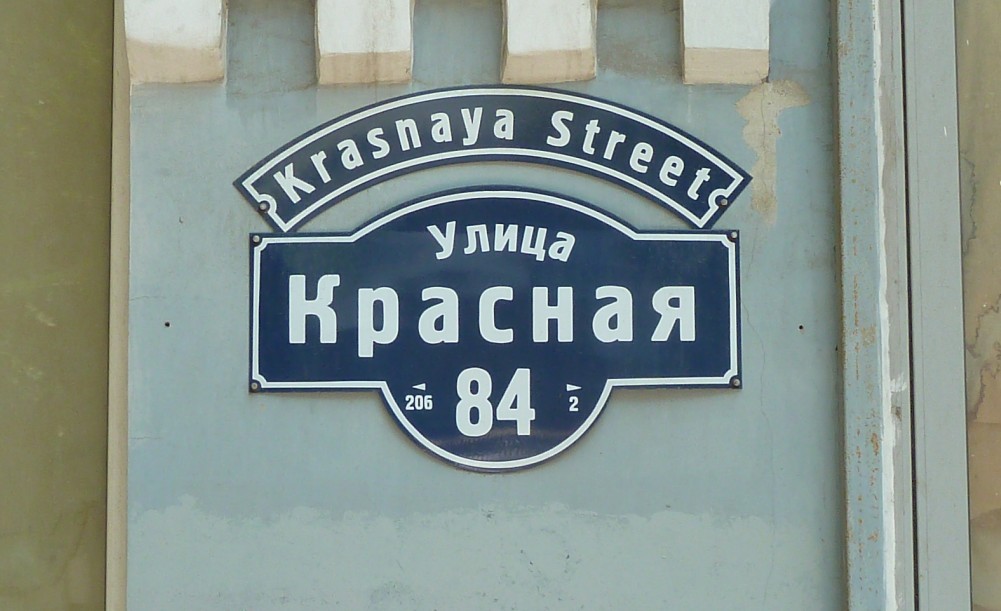 Krasnaya Street
Улица
Красная
◄ 84 ►
206 2